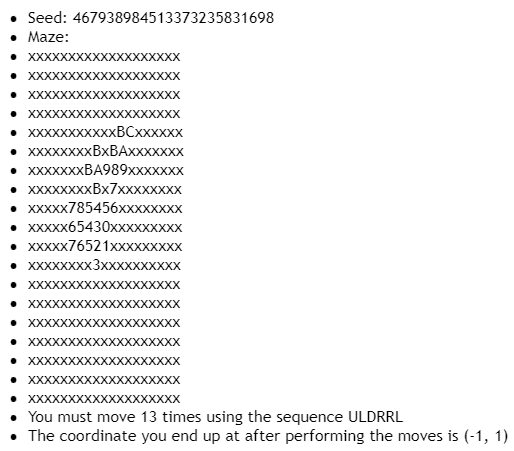 • Seed: 467938984513373235831698
• Maze:
• xxxxxxxxxxxxxxxxxxx
• xxxxxxxxxxxxxxxxxxx
• xxxxxxxxxxxxxxxxxxx
• xxxxxxxxxxxxxxxxxxx
• xxxxxxxxxxxBCxxxxxx
• xxxxxxxxBxBAxxxxxxx
• xxxxxxxBA989xxxxxxx
• xxxxxxxxBx7xxxxxxxx
• xxxxx785456xxxxxxxx
• xxxxx65430xxxxxxxxx
• xxxxx76521xxxxxxxxx
• xxxxxxxx3xxxxxxxxxx
• xxxxxxxxxxxxxxxxxxx
• xxxxxxxxxxxxxxxxxxx
• xxxxxxxxxxxxxxxxxxx
• xxxxxxxxxxxxxxxxxxx
• xxxxxxxxxxxxxxxxxxx
• xxxxxxxxxxxxxxxxxxx
• xxxxxxxxxxxxxxxxxxx
• You must move 13 times using the sequence ULDRRL
• The coordinate you end up at after performing the moves is (-1, 1)